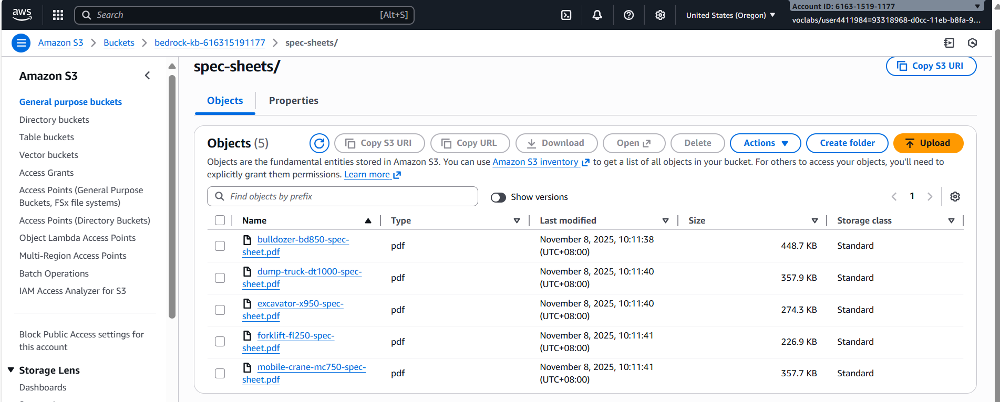 aws
Search [Alt+S]
United States (Oregon)
Account ID: 6163-1519-1177
voclabs/user4411984=93318968-d0cc-11eb-b8fa-9...
Amazon S3 > Buckets > bedrock-kb-616315191177 > spec-sheets/
Amazon S3
General purpose buckets
Directory buckets
Table buckets
Vector buckets
Access Grants
Access Points (General Purpose
Buckets, FSx file systems)
Access Points (Directory Buckets)
Object Lambda Access Points
Multi-Region Access Points
Batch Operations
IAM Access Analyzer for S3
Block Public Access settings for
this account
Storage Lens
Dashboards
spec-sheets/
Copy S3 URI
Objects
Properties
Objects (5)
Copy S3 URI
Copy URL
Download
Open
Delete
Actions
Create folder
Upload
Objects are the fundamental entities stored in Amazon S3. You can use Amazon S3 inventory to get a list of all objects in your bucket. For others to access your objects, you'll need to
explicitly grant them permissions. Learn more
Find objects by prefix
Show versions
1
Name Type Last modified Size Storage class
bulldozer-bd850-spec-
sheet.pdf
pdf
November 8, 2025, 10:11:38
(UTC+08:00)
448.7 KB
Standard
dump-truck-dt1000-spec-
sheet.pdf
pdf
November 8, 2025, 10:11:40
(UTC+08:00)
357.9 KB
Standard
excavator-x950-spec-
sheet.pdf
pdf
November 8, 2025, 10:11:40
(UTC+08:00)
274.3 KB
Standard
forklift-fl250-spec-
sheet.pdf
pdf
November 8, 2025, 10:11:41
(UTC+08:00)
226.9 KB
Standard
mobile-crane-mc750-spec-
sheet.pdf
pdf
November 8, 2025, 10:11:41
(UTC+08:00)
357.7 KB
Standard